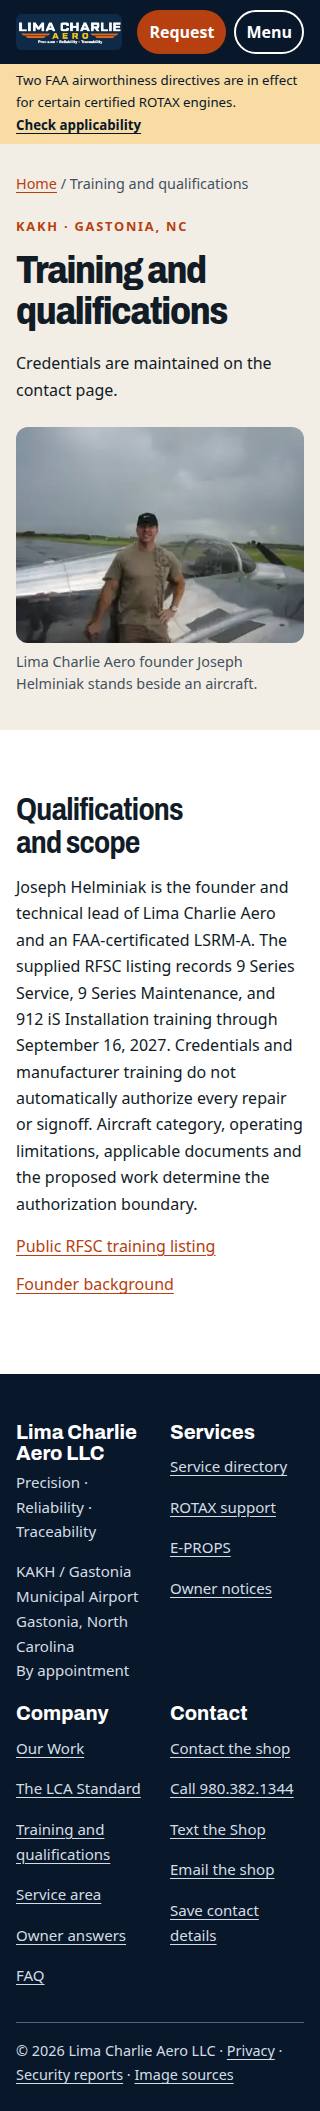 LIMA CHARLIE
AERO
Precision · Reliability · Traceability
Request
Menu
Two FAA airworthiness directives are in effect
for certain certified ROTAX engines.
Check applicability
Home / Training and qualifications
KAKH · GASTONIA, NC
Training and
qualifications
Credentials are maintained on the
contact page.
Lima Charlie Aero founder Joseph
Helminiak stands beside an aircraft.
Qualifications
and scope
Joseph Helminiak is the founder and
technical lead of Lima Charlie Aero
and an FAA-certificated LSRM-A. The
supplied RFSC listing records 9 Series
Service, 9 Series Maintenance, and
912 iS Installation training through
September 16, 2027. Credentials and
manufacturer training do not
automatically authorize every repair
or signoff. Aircraft category, operating
limitations, applicable documents and
the proposed work determine the
authorization boundary.
Public RFSC training listing
Founder background
Lima Charlie
Aero LLC
Precision ·
Reliability ·
Traceability
KAKH / Gastonia
Municipal Airport
Gastonia, North
Carolina
By appointment
Services
Service directory
ROTAX support
E-PROPS
Owner notices
Company
Our Work
The LCA Standard
Training and
qualifications
Service area
Owner answers
FAQ
Contact
Contact the shop
Call 980.382.1344
Text the Shop
Email the shop
Save contact
details
© 2026 Lima Charlie Aero LLC · Privacy ·
Security reports · Image sources